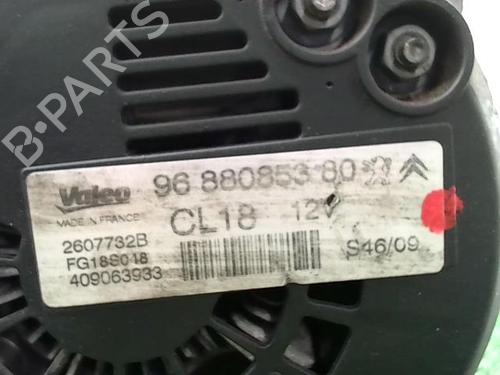 B-PARTS
Valeo
96 880853 80
MADE IN FRANCE
CL18 12V
2607732B
FG18S018
409063933
S46/09